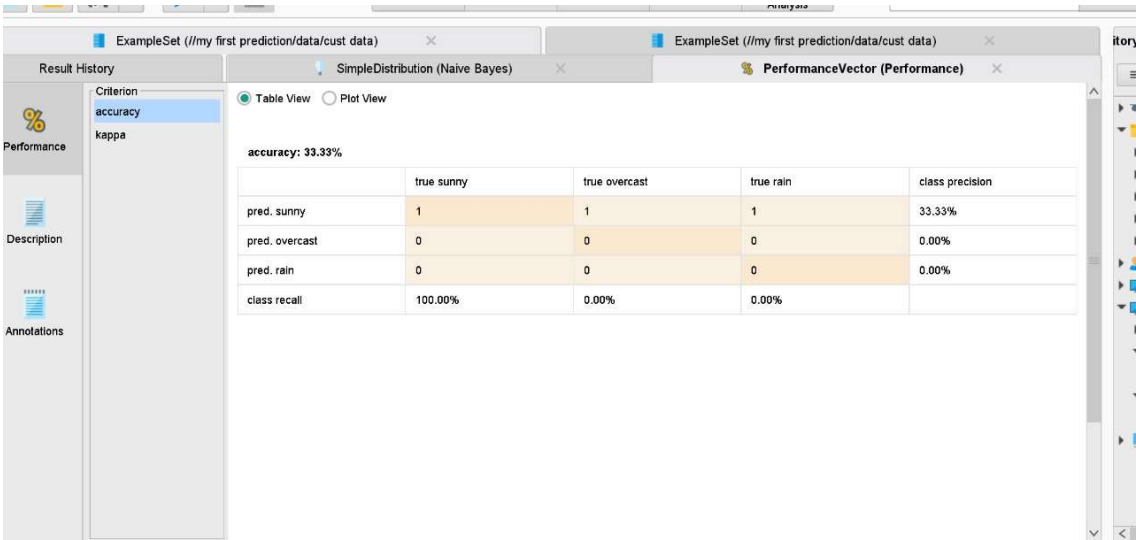 Analysis
ExampleSet (//my first prediction/data/cust data)
ExampleSet (//my first prediction/data/cust data)
itory
Result History
SimpleDistribution (Naive Bayes)
% PerformanceVector (Performance)
Criterion
accuracy
kappa
%
Performance
Description
Annotations
Table View Plot View
accuracy: 33.33%
true sunny true overcast true rain class precision
pred. sunny 1 1 1 33.33%
pred. overcast 0 0 0 0.00%
pred. rain 0 0 0 0.00%
class recall 100.00% 0.00% 0.00%